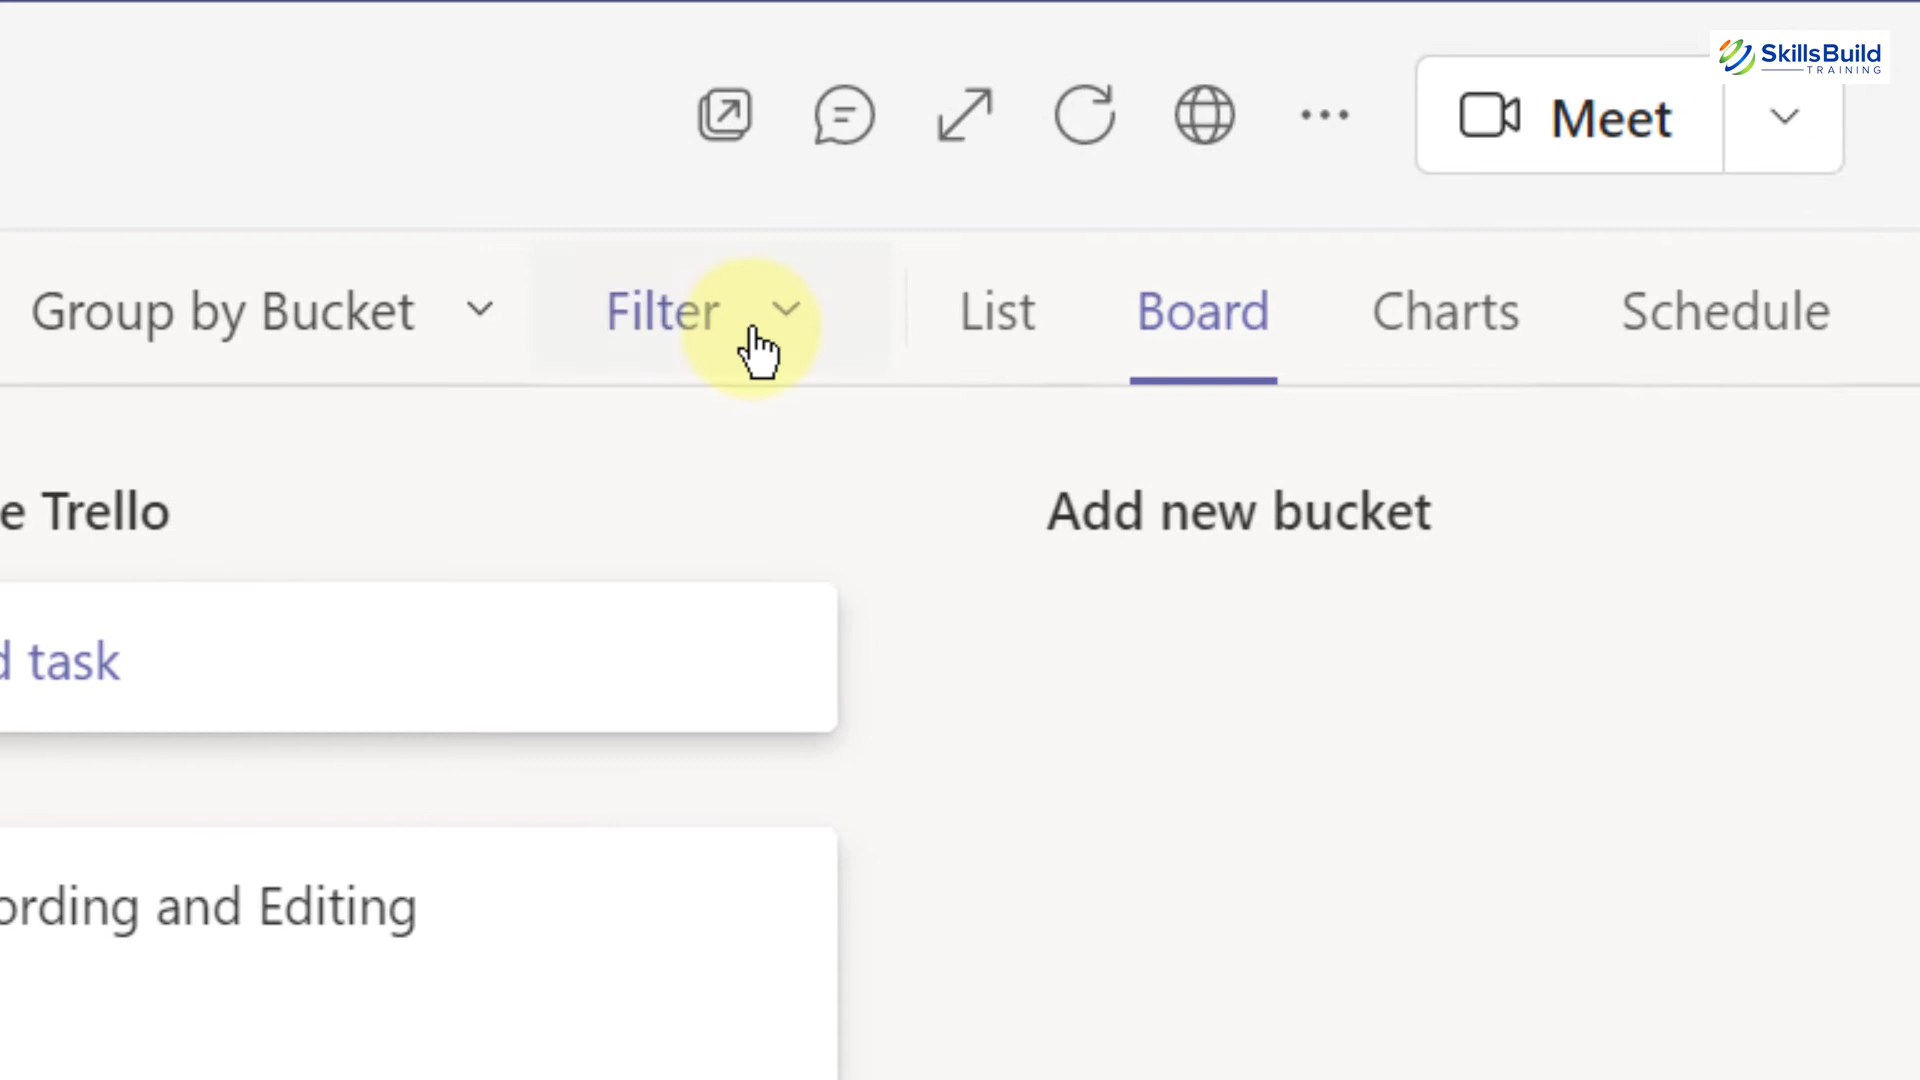 SkillsBuild
TRAINING
Meet
Group by Bucket
Filter
List
Board
Charts
Schedule
e Trello
Add new bucket
d task
ording and Editing